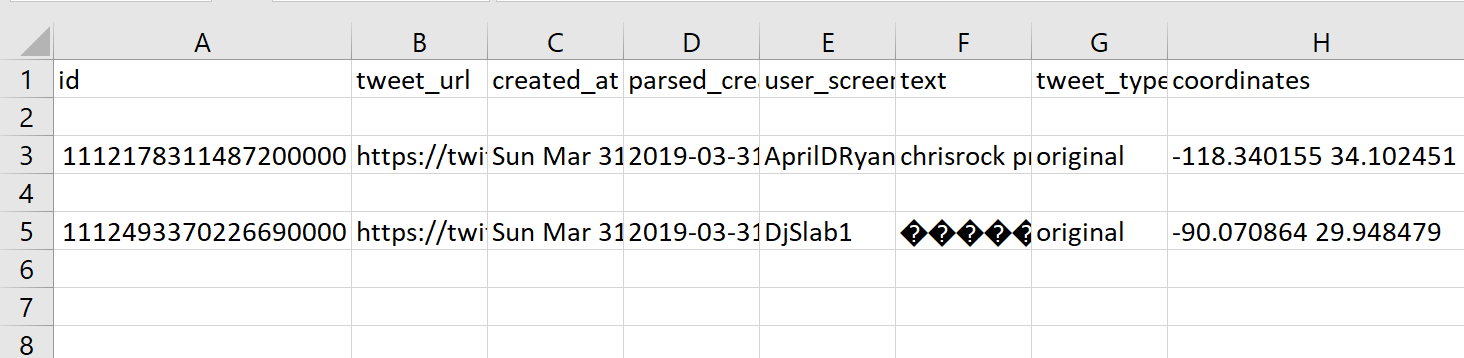 A B C D E F G H
1 id tweet_url created_at parsed_crea user_screen text tweet_type coordinates
2
3 1112178311487200000 https://twi Sun Mar 31 2019-03-31 AprilDRyan chrisrock pr original -118.340155 34.102451
4
5 1112493370226690000 https://twi Sun Mar 31 2019-03-31 DjSlab1 ����� original -90.070864 29.948479
6
7
8